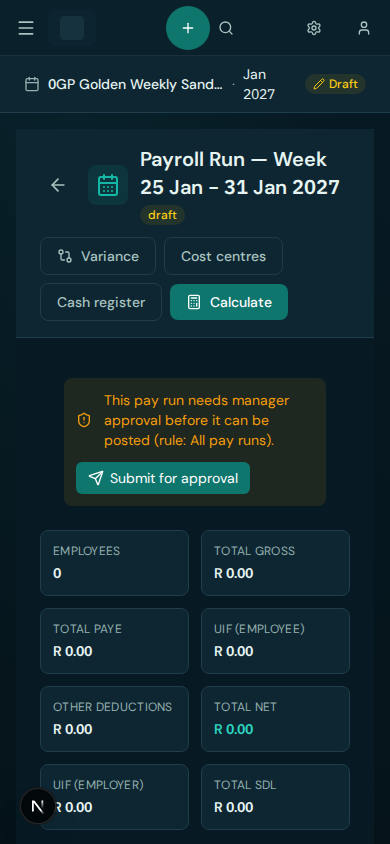 0GP Golden Weekly Sand... · Jan 2027 Draft
Payroll Run — Week
25 Jan – 31 Jan 2027
draft
Variance
Cost centres
Cash register
Calculate
This pay run needs manager
approval before it can be
posted (rule: All pay runs).
Submit for approval
EMPLOYEES
0
TOTAL GROSS
R 0.00
TOTAL PAYE
R 0.00
UIF (EMPLOYEE)
R 0.00
OTHER DEDUCTIONS
R 0.00
TOTAL NET
R 0.00
UIF (EMPLOYER)
R 0.00
TOTAL SDL
R 0.00
N